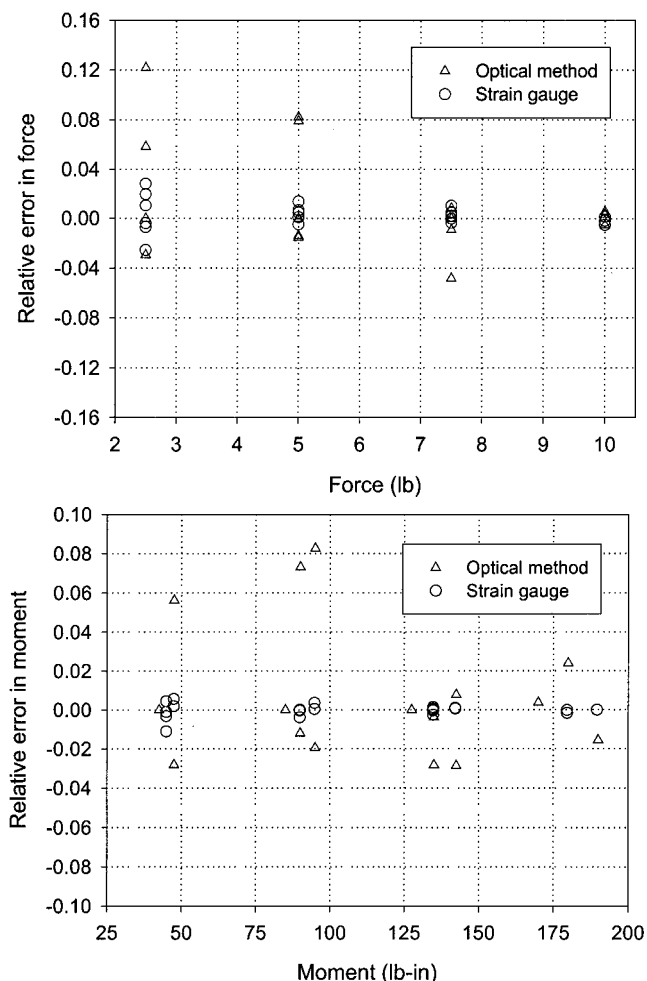 0.16
0.12
0.08
0.04
0.00
-0.04
-0.08
-0.12
-0.16
Relative error in force
Optical method
Strain gauge
2 3 4 5 6 7 8 9 10
Force (lb)
0.10
0.08
0.06
0.04
0.02
0.00
-0.02
-0.04
-0.06
-0.08
-0.10
Relative error in moment
Optical method
Strain gauge
25 50 75 100 125 150 175 200
Moment (lb-in)